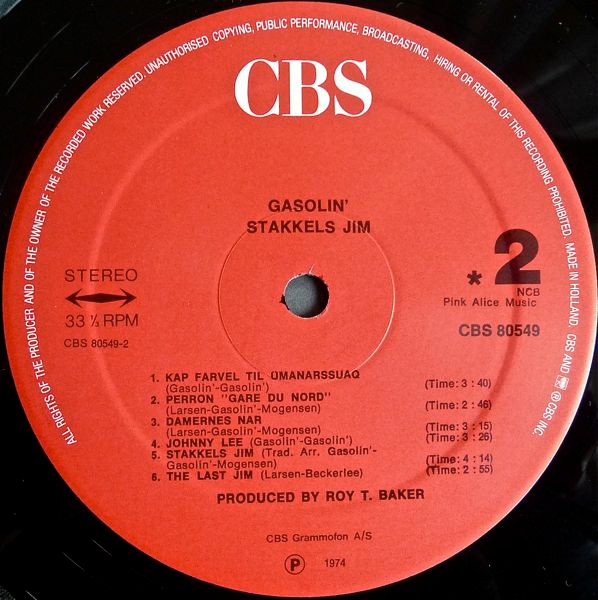 ALL RIGHTS OF THE PRODUCER AND OF THE OWNER OF THE RECORDED WORK RESERVED. UNAUTHORISED COPYING, PUBLIC PERFORMANCE, BROADCASTING, HIRING OR RENTAL OF THIS RECORDING PROHIBITED. MADE IN HOLLAND. CBS AND ℗ CBS INC.
CBS
GASOLIN'
STAKKELS JiM
STEREO
33 ⅓ RPM
CBS 80549-2
* 2
NCB
Pink Alice Music
CBS 80549
1. KAP FARVEL TIL ÜMANARSSUAQ
(Gasolin'-Gasolin') (Time: 3 : 40)
2. PERRON "GARE DU NORD" (Time: 2 : 46)
(Larsen-Gasolin'-Mogensen)
3. DAMERNES NAR (Time: 3 : 15)
(Larsen-Gasolin'-Mogensen)
4. JOHNNY LEE (Gasolin'-Gasolin') (Time: 3 : 26)
5. STAKKELS JIM (Trad. Arr. Gasolin'-
Gasolin'-Mogensen) (Time: 4 : 14)
6. THE LAST JIM (Larsen-Beckerlee) (Time: 2 : 55)
PRODUCED BY ROY T. BAKER
CBS Grammofon A/S
℗ 1974